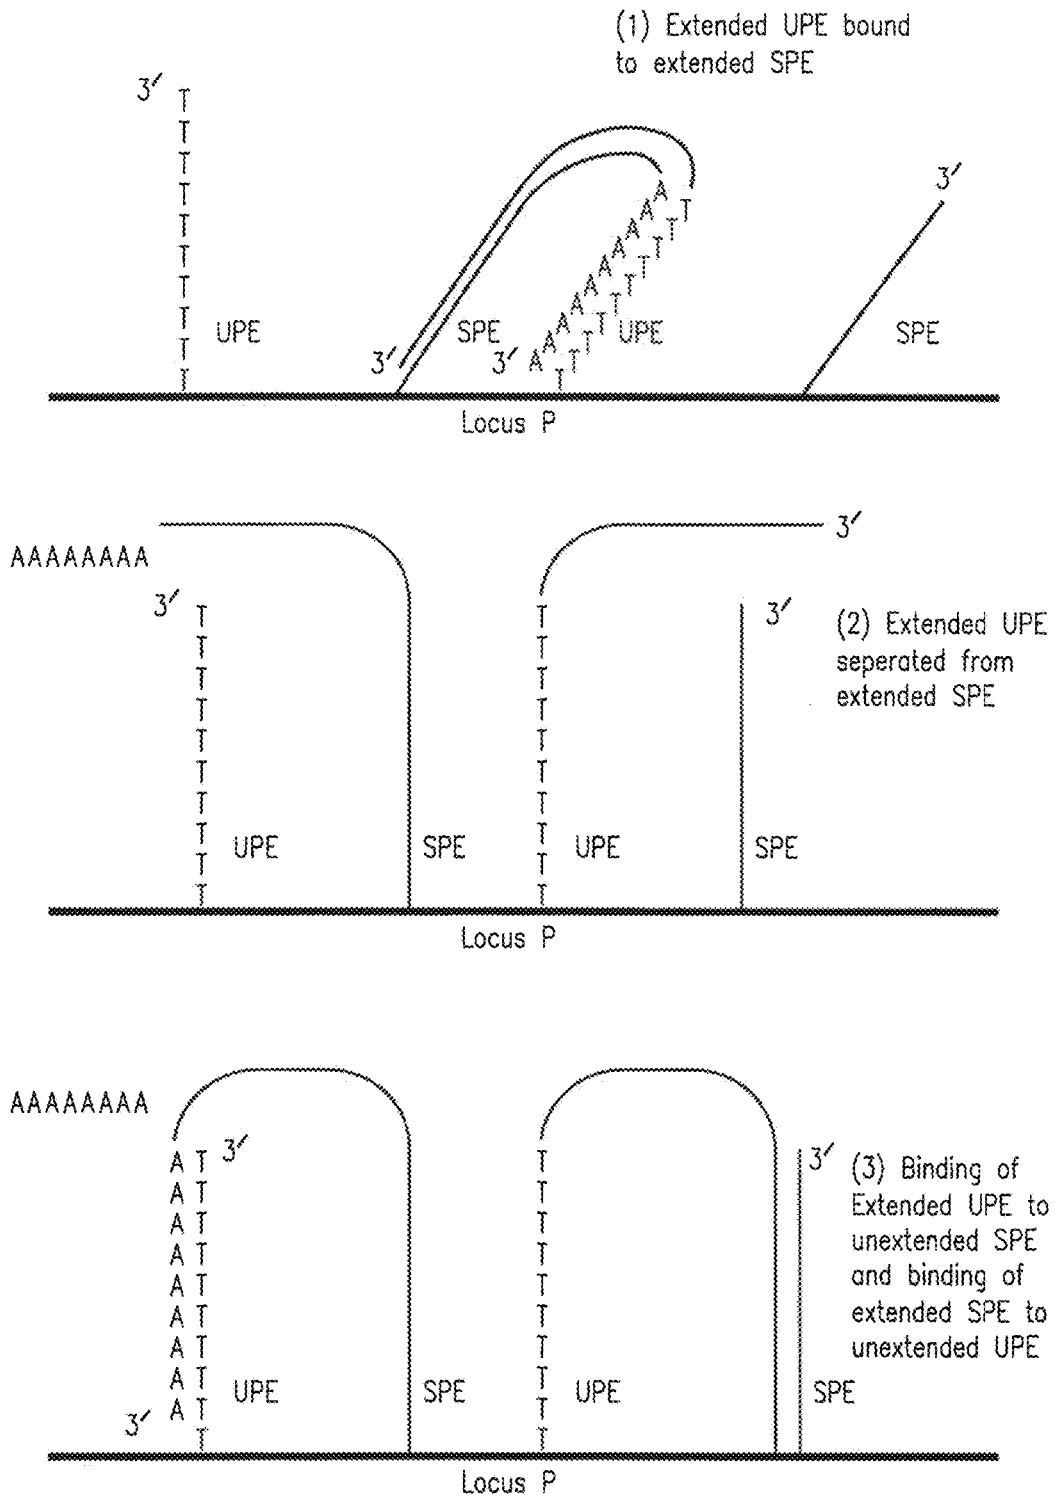 (1) Extended UPE bound
to extended SPE
3′
T
T
T
T
T
T
T
T
T
T
UPE
3′
SPE
3′
A
A
A
A
A
A
A
A
A
A
T
T
T
T
T
T
T
T
T
T
UPE
3′
SPE
Locus P
AAAAAAAA
3′
T
T
T
T
T
T
T
T
T
T
UPE
SPE
T
T
T
T
T
T
T
T
T
T
UPE
3′
3′
SPE
(2) Extended UPE
seperated from
extended SPE
Locus P
AAAAAAAA
3′
A T
A T
A T
A T
A T
A T
A T
A T
A T
T
3′
UPE
SPE
T
T
T
T
T
T
T
T
T
T
UPE
3′
SPE
(3) Binding of
Extended UPE to
unextended SPE
and binding of
extended SPE to
unextended UPE
Locus P